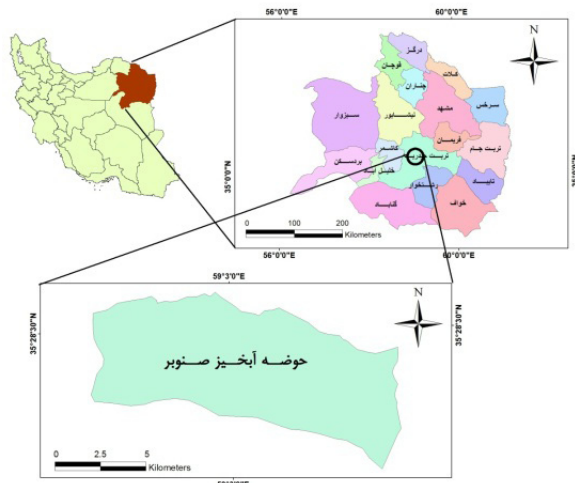 56°0'0"E 60°0'0"E
N
درگز
قوچان
کلات
چناران
سرخس
مشهد
سبزوار
نیشابور
فریمان
تربت جام
کاشمر
بردسکن
خلیل آباد
تایباد
رشتخوار
خواف
گناباد
35°0'0"N
0 100 200
Kilometers
56°0'0"E 60°0'0"E
59°3'0"E
N
35°28'30"N
35°28'30"N
حوضه آبخیز صنوبر
0 2.5 5
Kilometers